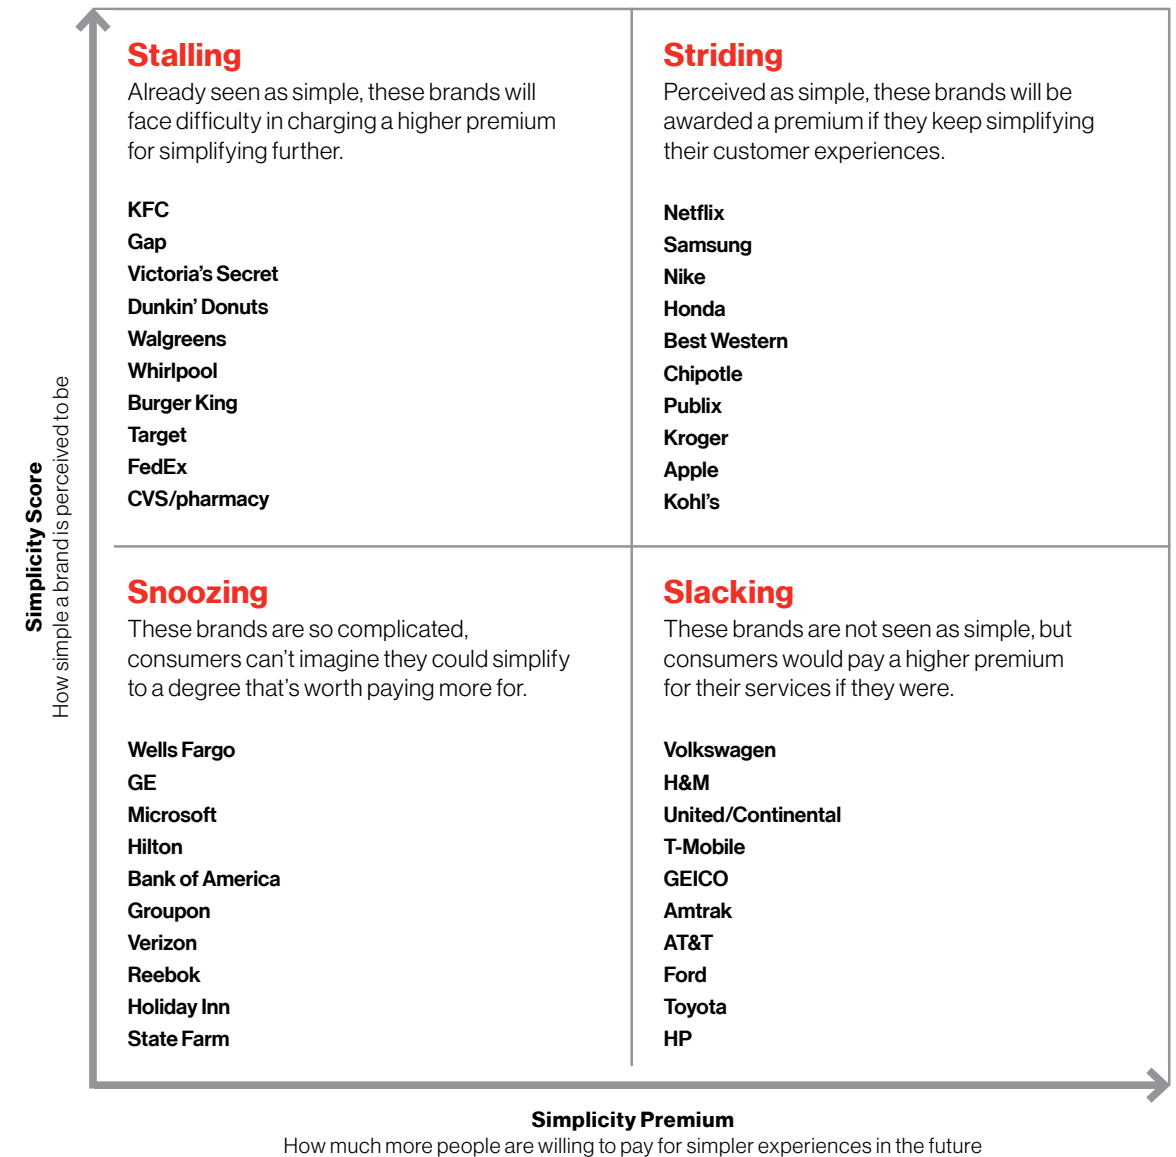 Stalling
Already seen as simple, these brands will
face difficulty in charging a higher premium
for simplifying further.
KFC
Gap
Victoria's Secret
Dunkin' Donuts
Walgreens
Whirlpool
Burger King
Target
FedEx
CVS/pharmacy
Striding
Perceived as simple, these brands will be
awarded a premium if they keep simplifying
their customer experiences.
Netflix
Samsung
Nike
Honda
Best Western
Chipotle
Publix
Kroger
Apple
Kohl's
Simplicity Score
How simple a brand is perceived to be
Snoozing
These brands are so complicated,
consumers can't imagine they could simplify
to a degree that's worth paying more for.
Wells Fargo
GE
Microsoft
Hilton
Bank of America
Groupon
Verizon
Reebok
Holiday Inn
State Farm
Slacking
These brands are not seen as simple, but
consumers would pay a higher premium
for their services if they were.
Volkswagen
H&M
United/Continental
T-Mobile
GEICO
Amtrak
AT&T
Ford
Toyota
HP
Simplicity Premium
How much more people are willing to pay for simpler experiences in the future